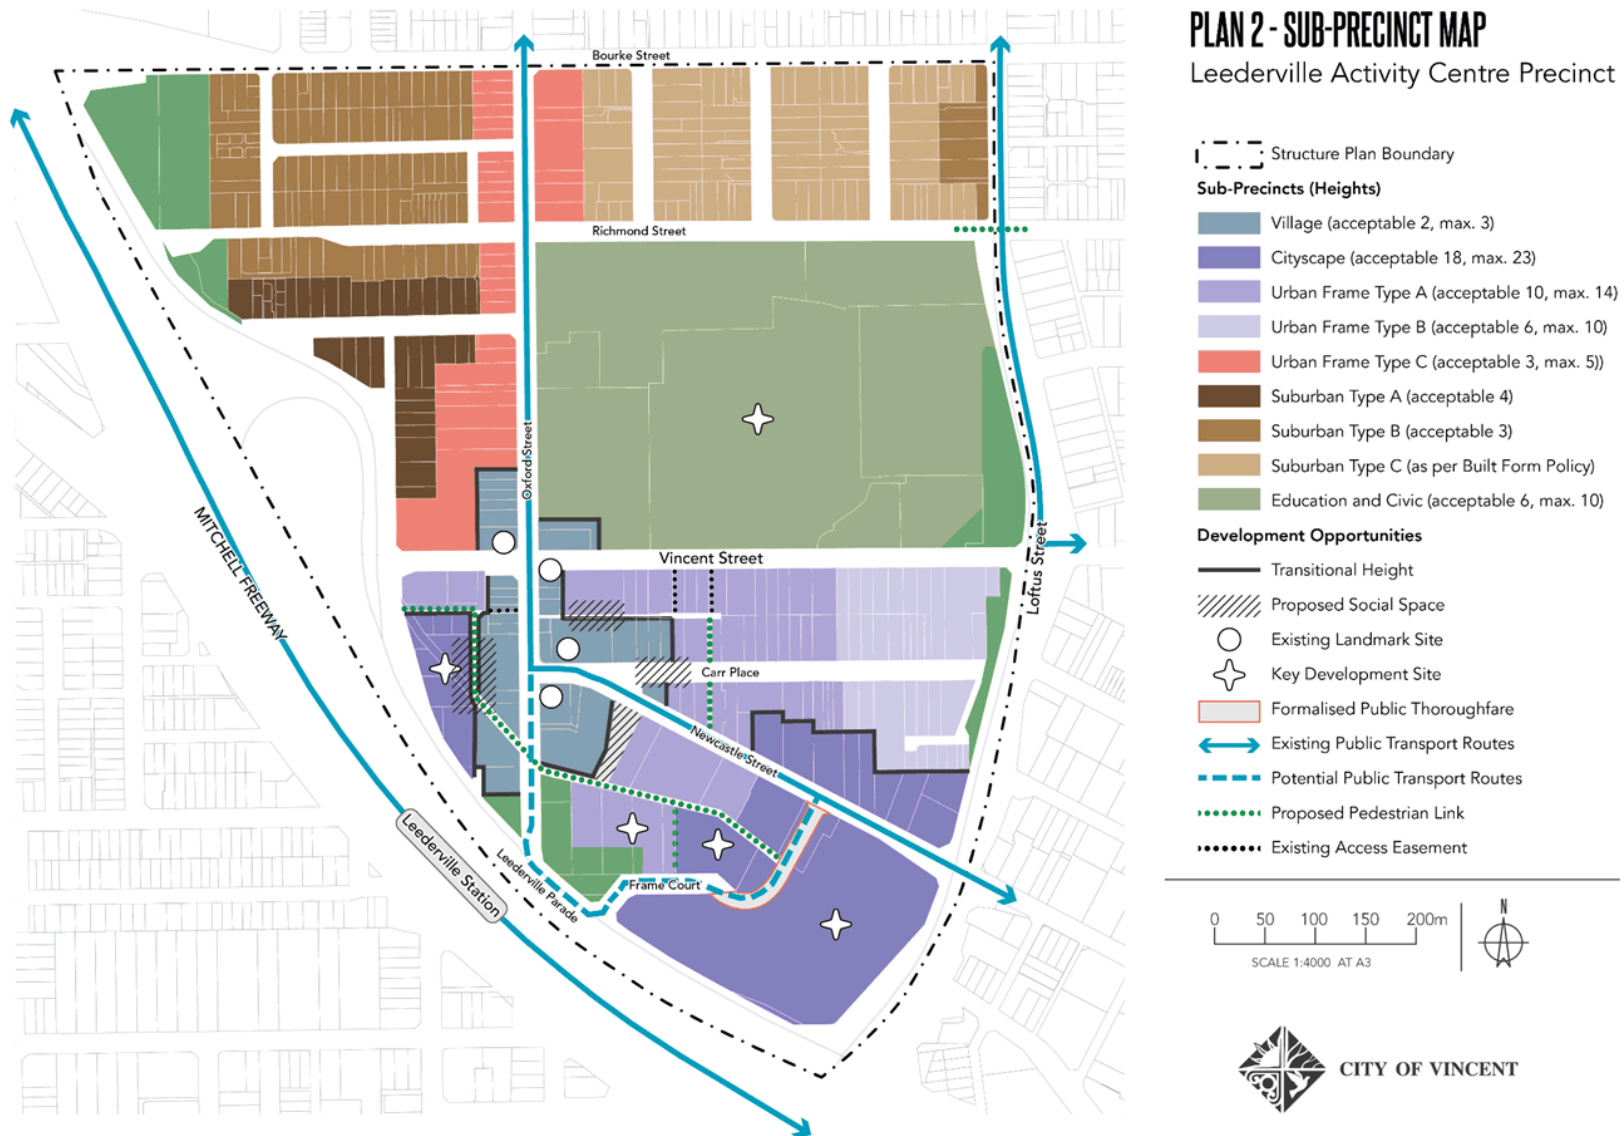 PLAN 2 - SUB-PRECINCT MAP
Leederville Activity Centre Precinct
Structure Plan Boundary
Sub-Precincts (Heights)
Village (acceptable 2, max. 3)
Cityscape (acceptable 18, max. 23)
Urban Frame Type A (acceptable 10, max. 14)
Urban Frame Type B (acceptable 6, max. 10)
Urban Frame Type C (acceptable 3, max. 5))
Suburban Type A (acceptable 4)
Suburban Type B (acceptable 3)
Suburban Type C (as per Built Form Policy)
Education and Civic (acceptable 6, max. 10)
Development Opportunities
Transitional Height
Proposed Social Space
Existing Landmark Site
Key Development Site
Formalised Public Thoroughfare
Existing Public Transport Routes
Potential Public Transport Routes
Proposed Pedestrian Link
Existing Access Easement
0 50 100 150 200m
SCALE 1:4000 AT A3
N
CITY OF VINCENT
Bourke Street
Richmond Street
Oxford Street
Vincent Street
Loftus Street
MITCHELL FREEWAY
Carr Place
Newcastle Street
Leederville Station
Leederville Parade
Frame Court